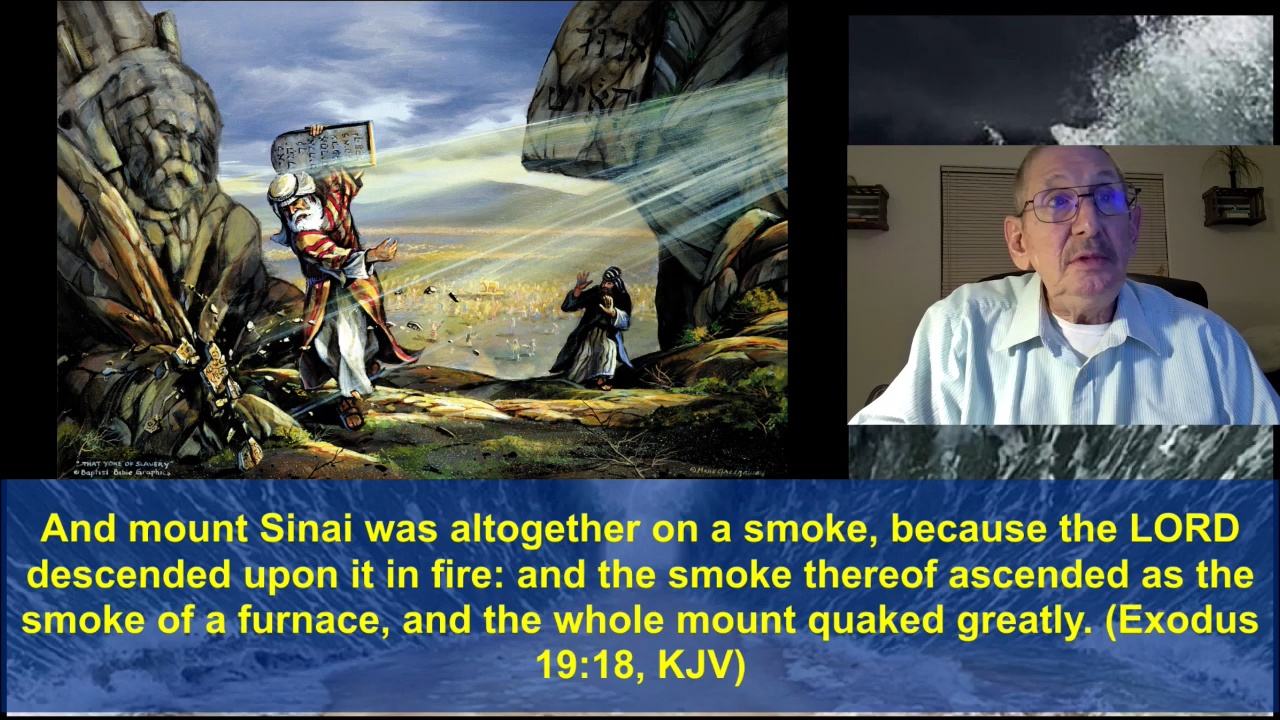 "THAT YOKE OF SLAVERY"
© Baptist Bible Graphics
And mount Sinai was altogether on a smoke, because the LORD
descended upon it in fire: and the smoke thereof ascended as the
smoke of a furnace, and the whole mount quaked greatly. (Exodus
19:18, KJV)